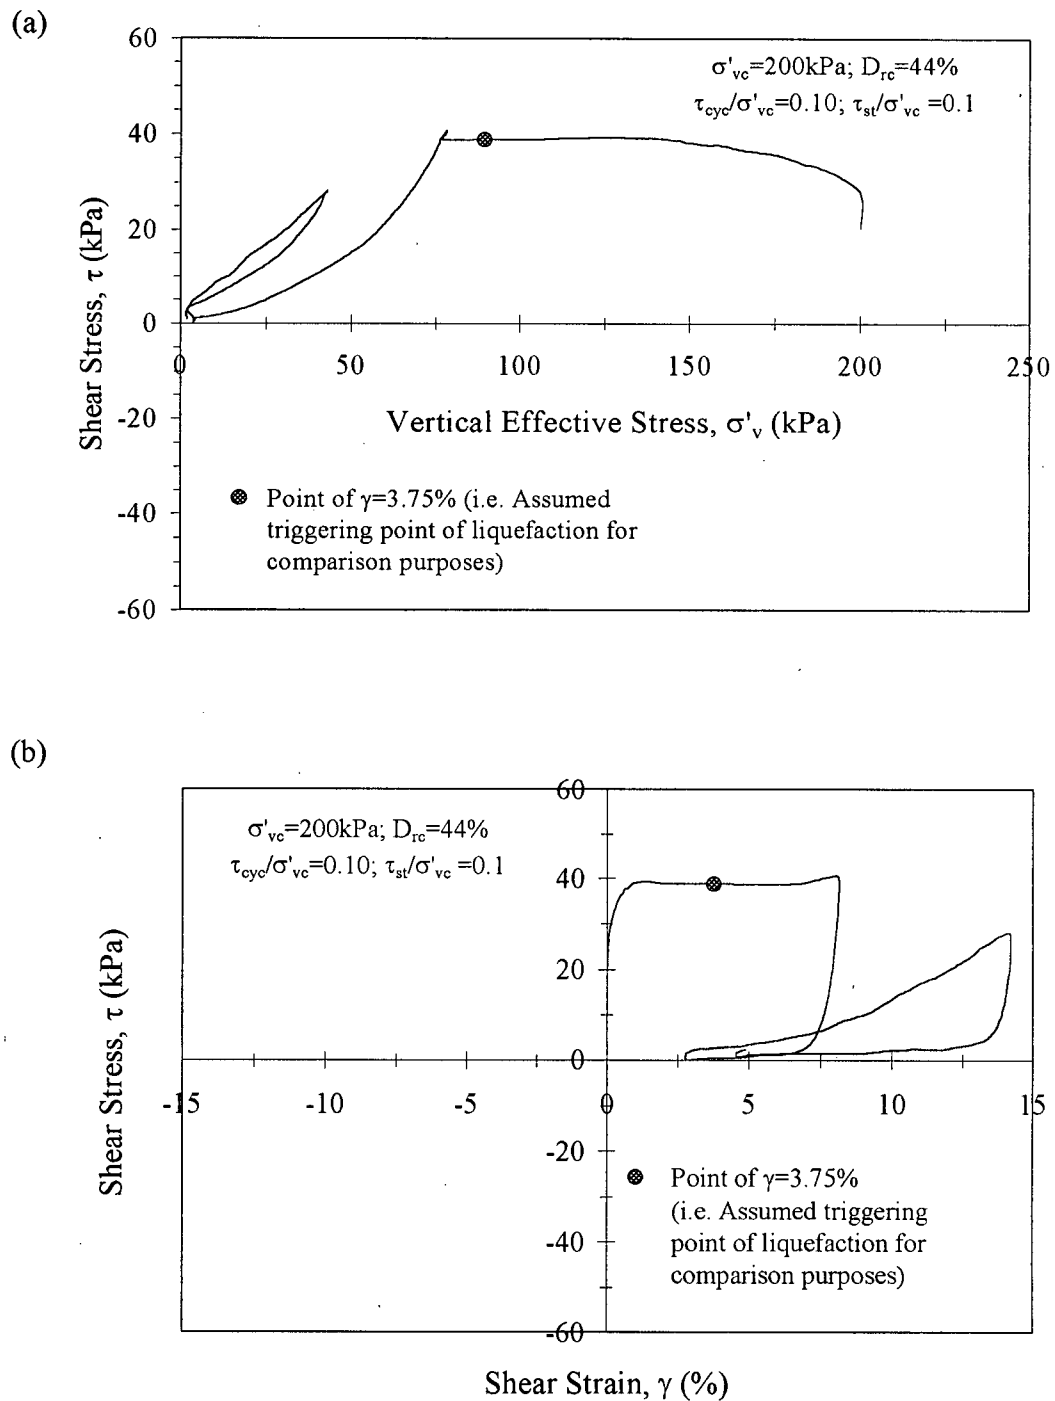 (a)
60
σ'vc=200kPa; Drc=44%
τcyc/σ'vc=0.10; τst/σ'vc =0.1
40
20
0
0 50 100 150 200 250
Shear Stress, τ (kPa)
-20
Vertical Effective Stress, σ'v (kPa)
Point of γ=3.75% (i.e. Assumed
triggering point of liquefaction for
comparison purposes)
-40
-60
(b)
60
σ'vc=200kPa; Drc=44%
τcyc/σ'vc=0.10; τst/σ'vc =0.1
40
20
0
-15 -10 -5 0 5 10 15
Shear Stress, τ (kPa)
-20
Point of γ=3.75%
(i.e. Assumed triggering
point of liquefaction for
comparison purposes)
-40
-60
Shear Strain, γ (%)